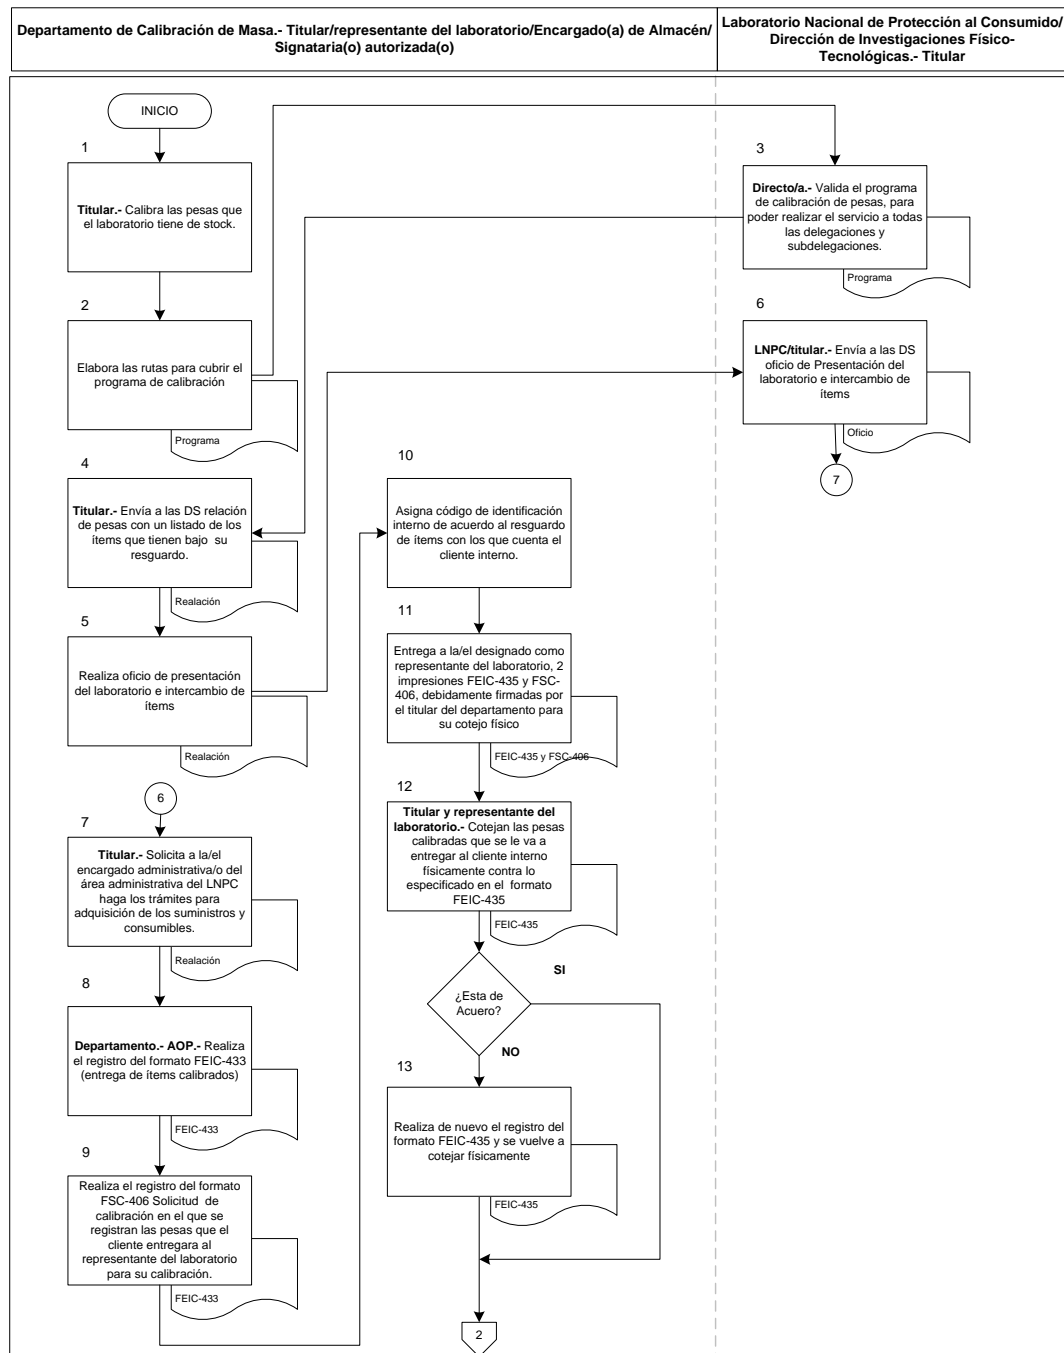 Departamento de Calibración de Masa.- Titular/representante del laboratorio/Encargado(a) de Almacén/
Signataria(o) autorizada(o)
Laboratorio Nacional de Protección al Consumido/
Dirección de Investigaciones Físico-
Tecnológicas.- Titular
INICIO
1
Titular.- Calibra las pesas que
el laboratorio tiene de stock.
2
Elabora las rutas para cubrir el
programa de calibración
Programa
3
Directo/a.- Valida el programa
de calibración de pesas, para
poder realizar el servicio a todas
las delegaciones y
subdelegaciones.
Programa
4
Titular.- Envía a las DS relación
de pesas con un listado de los
ítems que tienen bajo su
resguardo.
Realación
5
Realiza oficio de presentación
del laboratorio e intercambio de
ítems
Realación
6
LNPC/titular.- Envía a las DS
oficio de Presentación del
laboratorio e intercambio de
ítems
Oficio
7
6
7
Titular.- Solicita a la/el
encargado administrativa/o del
área administrativa del LNPC
haga los trámites para
adquisición de los suministros y
consumibles.
Realación
8
Departamento.- AOP.- Realiza
el registro del formato FEIC-433
(entrega de ítems calibrados)
FEIC-433
9
Realiza el registro del formato
FSC-406 Solicitud de
calibración en el que se
registran las pesas que el
cliente entregara al
representante del laboratorio
para su calibración.
FEIC-433
10
Asigna código de identificación
interno de acuerdo al resguardo
de ítems con los que cuenta el
cliente interno.
11
Entrega a la/el designado como
representante del laboratorio, 2
impresiones FEIC-435 y FSC-
406, debidamente firmadas por
el titular del departamento para
su cotejo físico
FEIC-435 y FSC-406
12
Titular y representante del
laboratorio.- Cotejan las pesas
calibradas que se le va a
entregar al cliente interno
físicamente contra lo
especificado en el formato
FEIC-435
FEIC-435
¿Esta de
Acuero?
SI
NO
13
Realiza de nuevo el registro del
formato FEIC-435 y se vuelve a
cotejar físicamente
FEIC-435
2